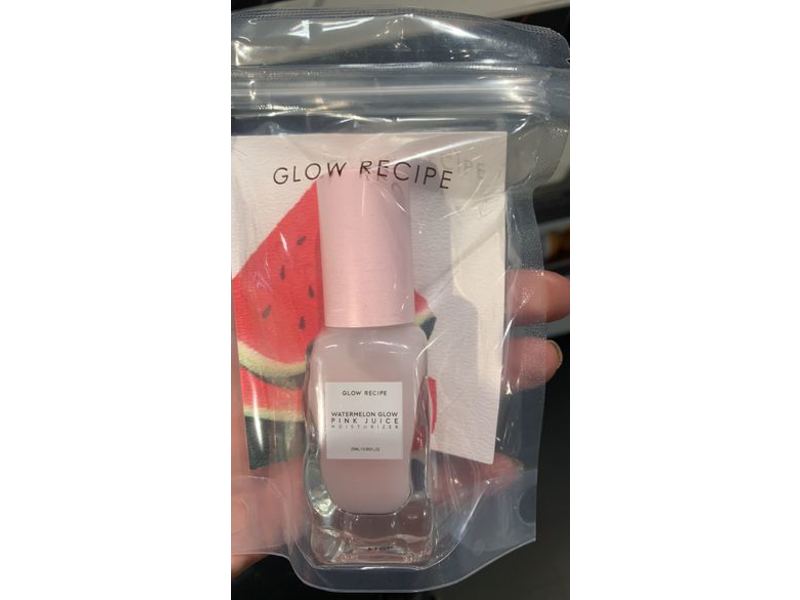 GLOW RECIPE
GLOW RECIPE
WATERMELON GLOW
PINK JUICE
MOISTURIZER